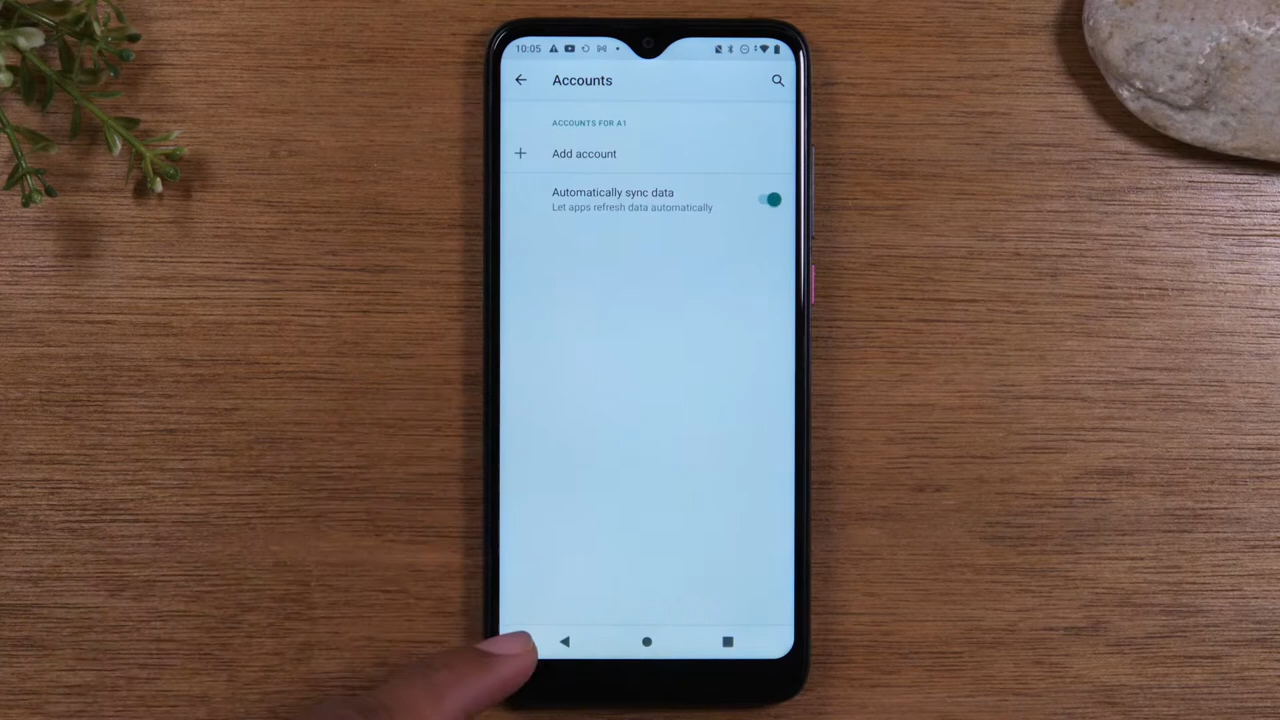 10:05
Accounts
ACCOUNTS FOR A1
Add account
Automatically sync data
Let apps refresh data automatically